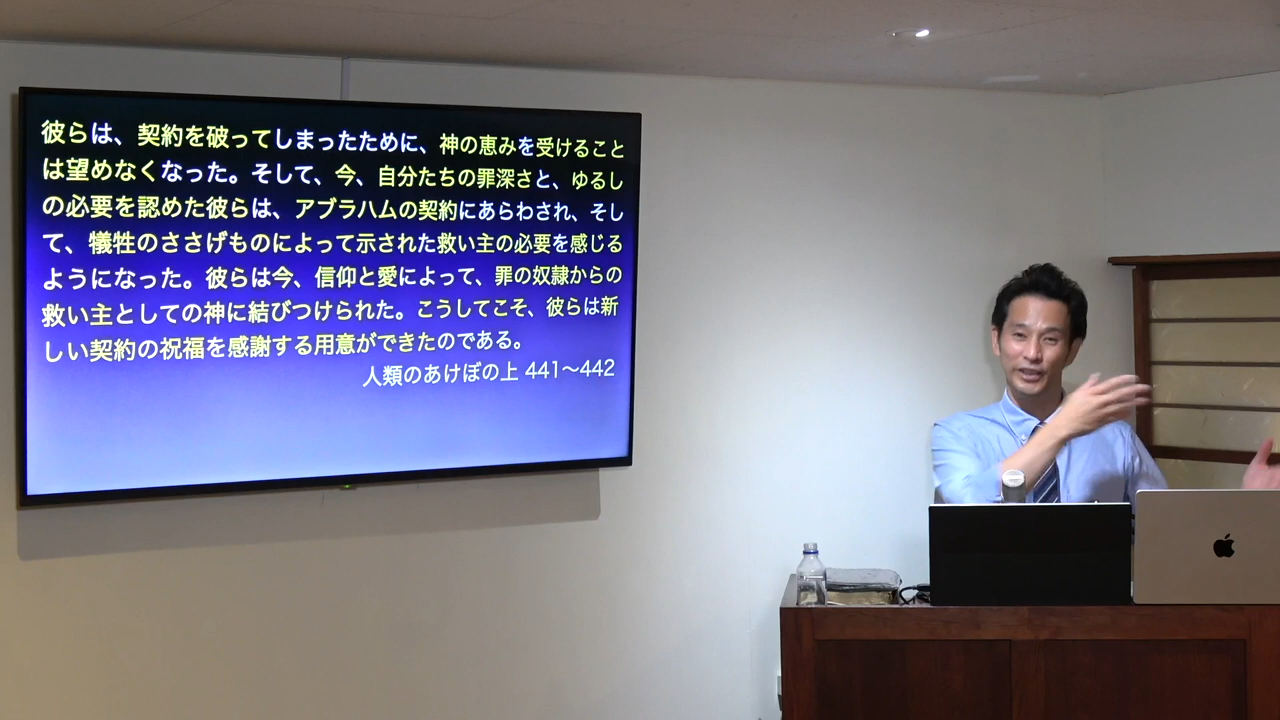 彼らは、契約を破ってしまったために、神の恵みを受けること
は望めなくなった。そして、今、自分たちの罪深さと、ゆるし
の必要を認めた彼らは、アブラハムの契約にあらわされ、そし
て、犠牲のささげものによって示された救い主の必要を感じる
ようになった。彼らは今、信仰と愛によって、罪の奴隷からの
救い主としての神に結びつけられた。こうしてこそ、彼らは新
しい契約の祝福を感謝する用意ができたのである。
人類のあけぼの上 441〜442